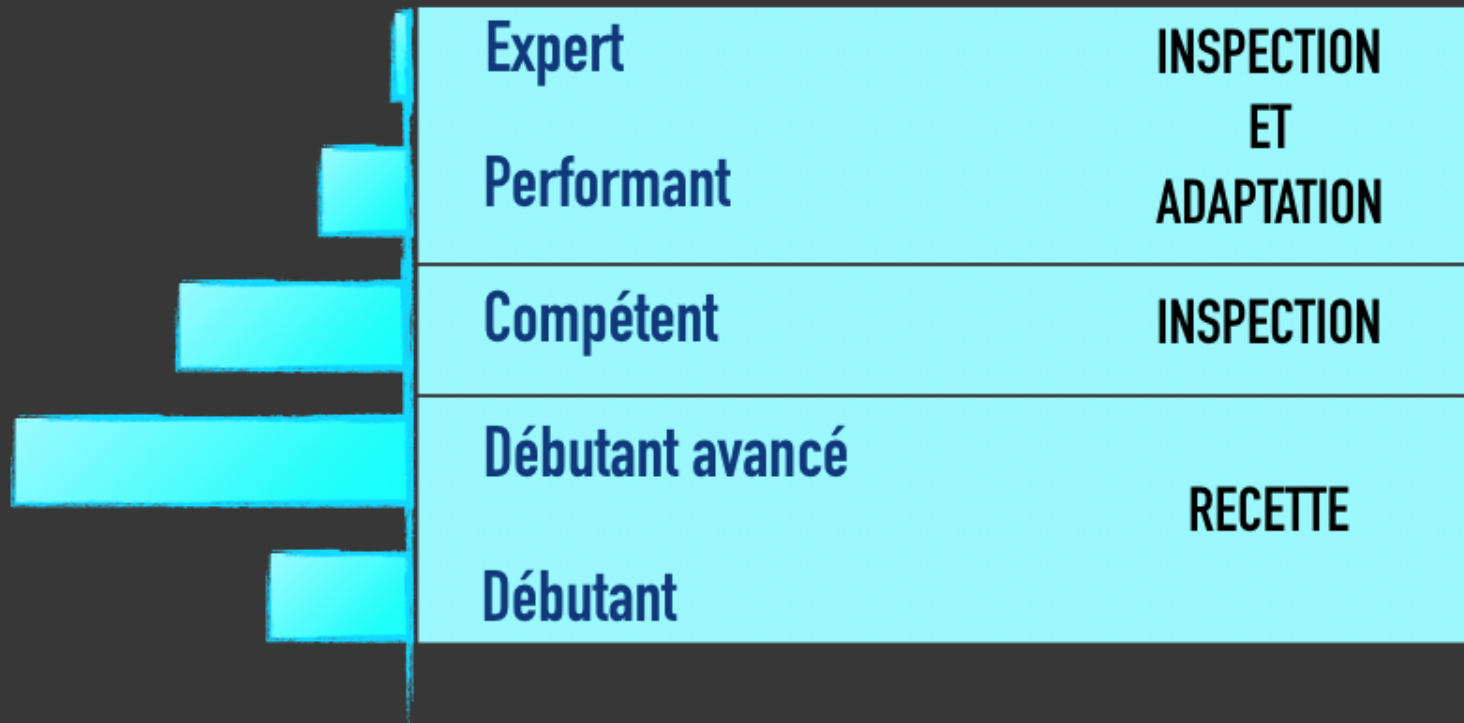 Expert
INSPECTION
ET
Performant
ADAPTATION
Compétent
INSPECTION
Débutant avancé
RECETTE
Débutant